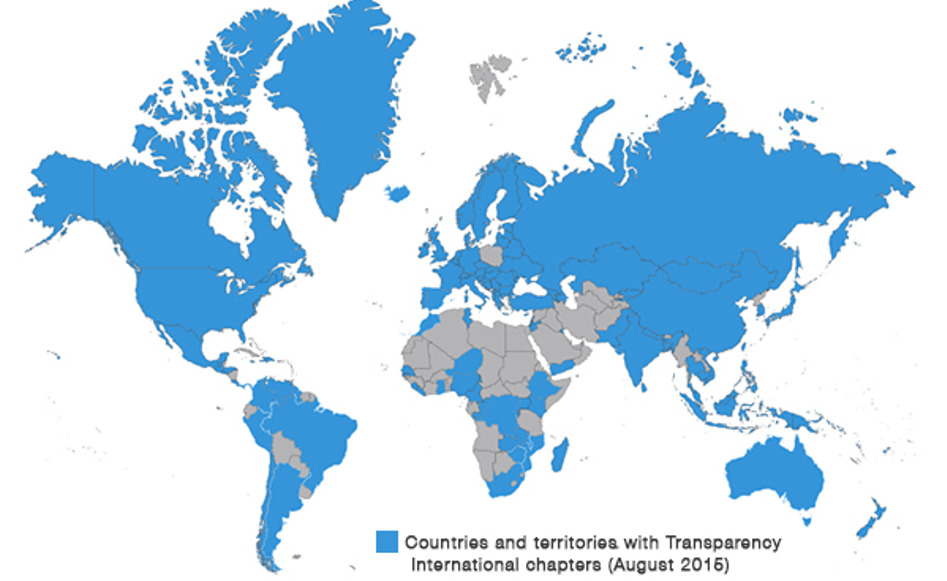 Countries and territories with Transparency
International chapters (August 2015)